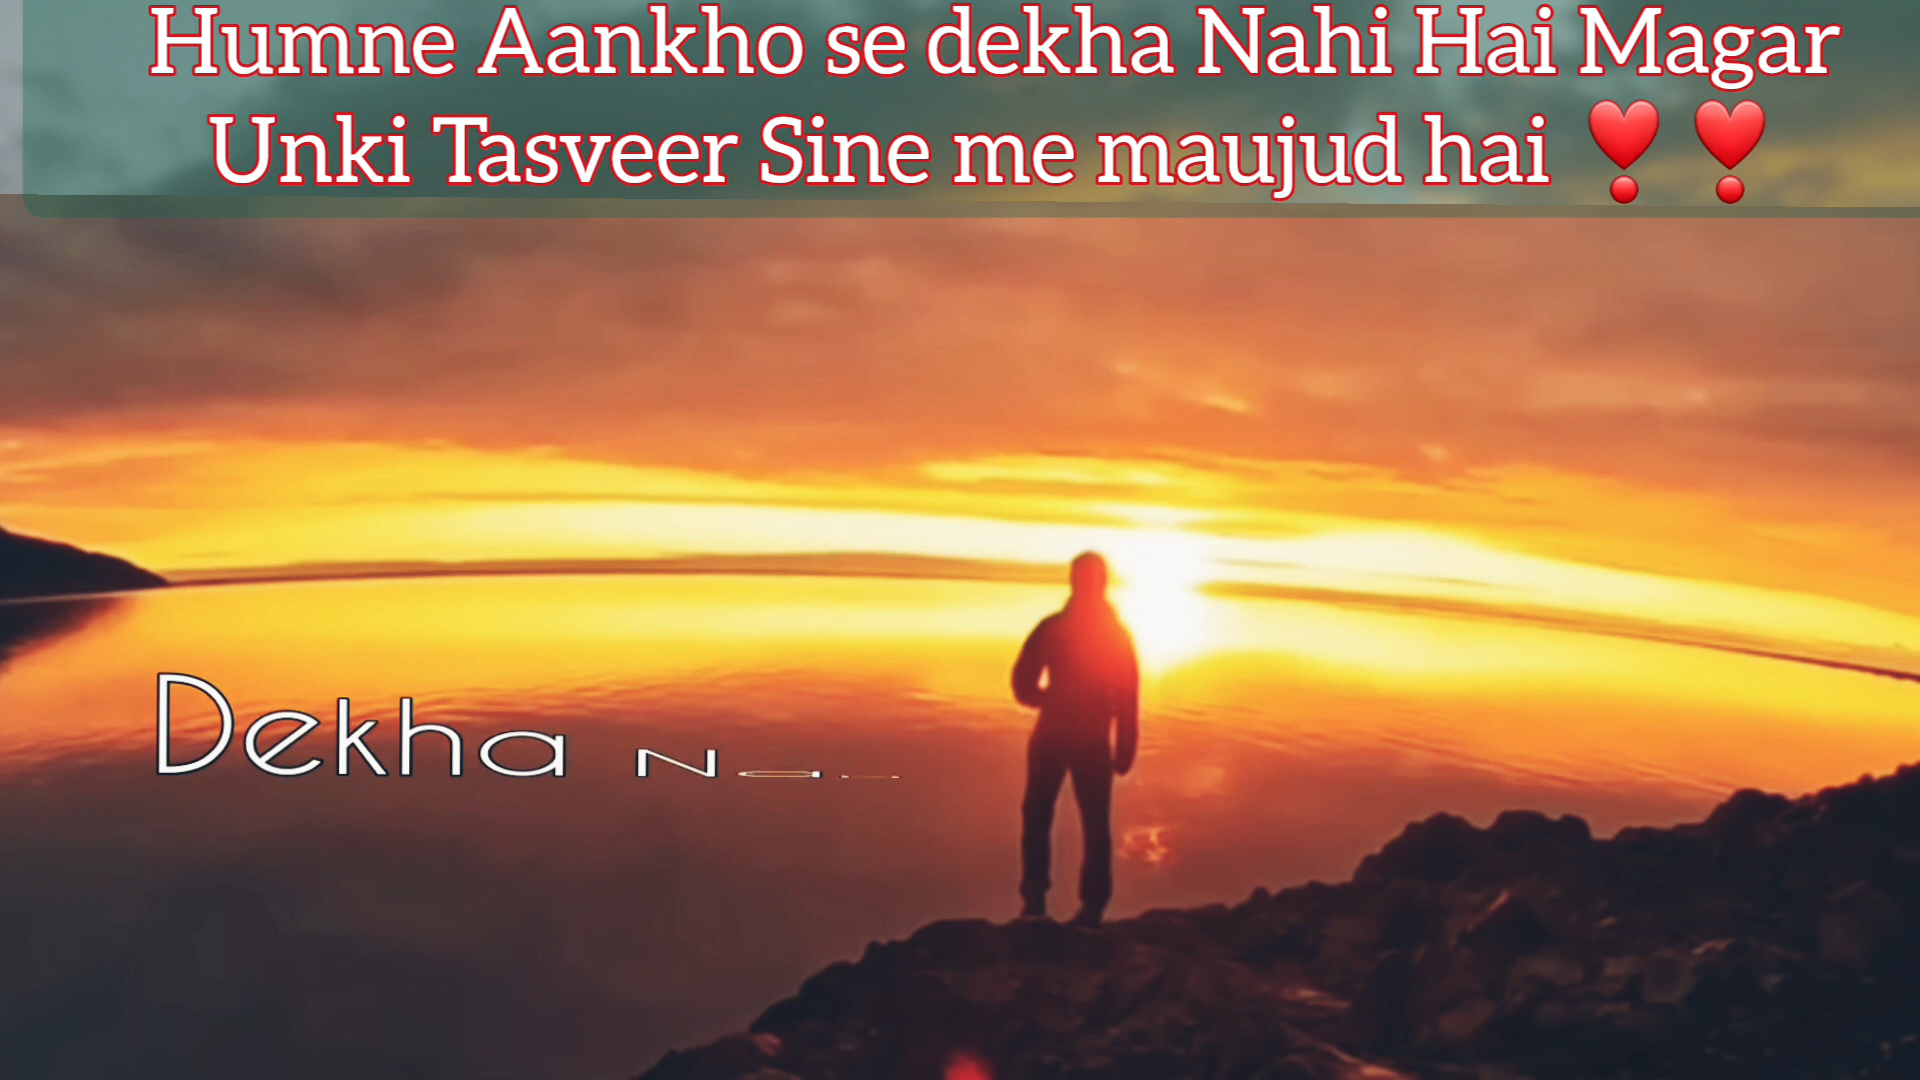 Humne Aankho se dekha Nahi Hai Magar
Unki Tasveer Sine me maujud hai ❣️ ❣️
Dekha N